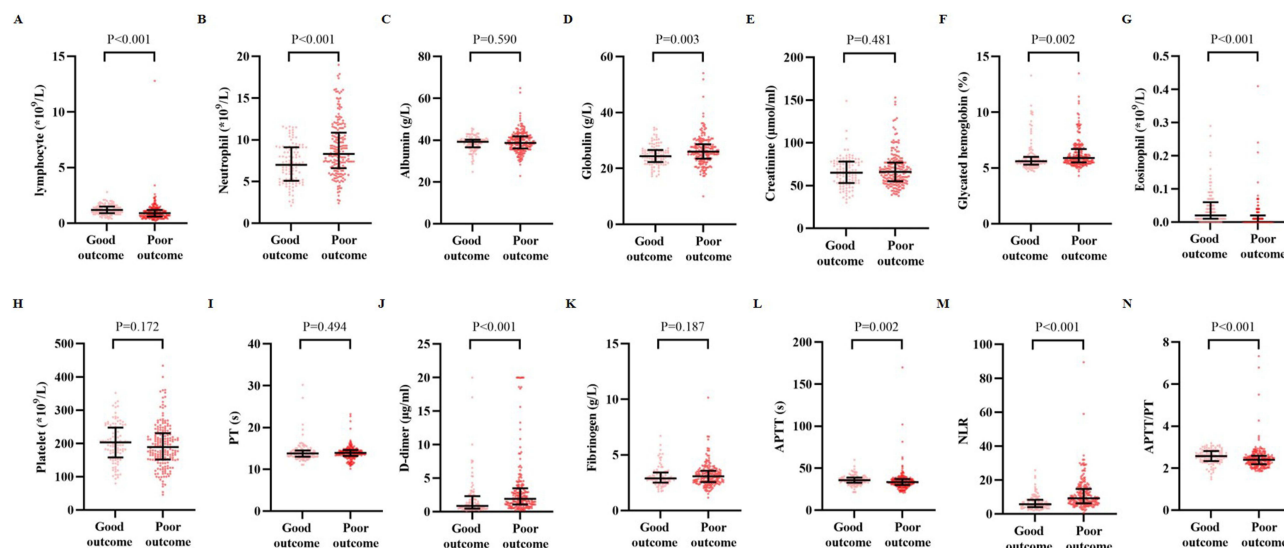 A B C D E F G
P<0.001 P<0.001 P=0.590 P=0.003 P=0.481 P=0.002 P<0.001
lymphocyte (*10⁹/L)
15
10
5
0
Good outcome
Poor outcome
Neutrophil (*10⁹/L)
20
15
10
5
0
Good outcome
Poor outcome
Albumin (g/L)
80
60
40
20
0
Good outcome
Poor outcome
Globulin (g/L)
60
40
20
0
Good outcome
Poor outcome
Creatinine (μmol/ml)
200
150
100
50
0
Good outcome
Poor outcome
Glycated hemoglobin (%)
15
10
5
0
Good outcome
Poor outcome
Eosinophil (*10⁹/L)
0.5
0.4
0.3
0.2
0.1
0.0
Good outcome
Poor outcome
H I J K L M N
P=0.172 P=0.494 P<0.001 P=0.187 P=0.002 P<0.001 P<0.001
Platelet (*10⁹/L)
500
400
300
200
100
0
Good outcome
Poor outcome
PT (s)
40
30
20
10
0
Good outcome
Poor outcome
D-dimer (μg/ml)
25
20
15
10
5
0
Good outcome
Poor outcome
Fibrinogen (g/L)
15
10
5
0
Good outcome
Poor outcome
APTT (s)
200
150
100
50
0
Good outcome
Poor outcome
NLR
100
80
60
40
20
0
Good outcome
Poor outcome
APTT/PT
8
6
4
2
0
Good outcome
Poor outcome